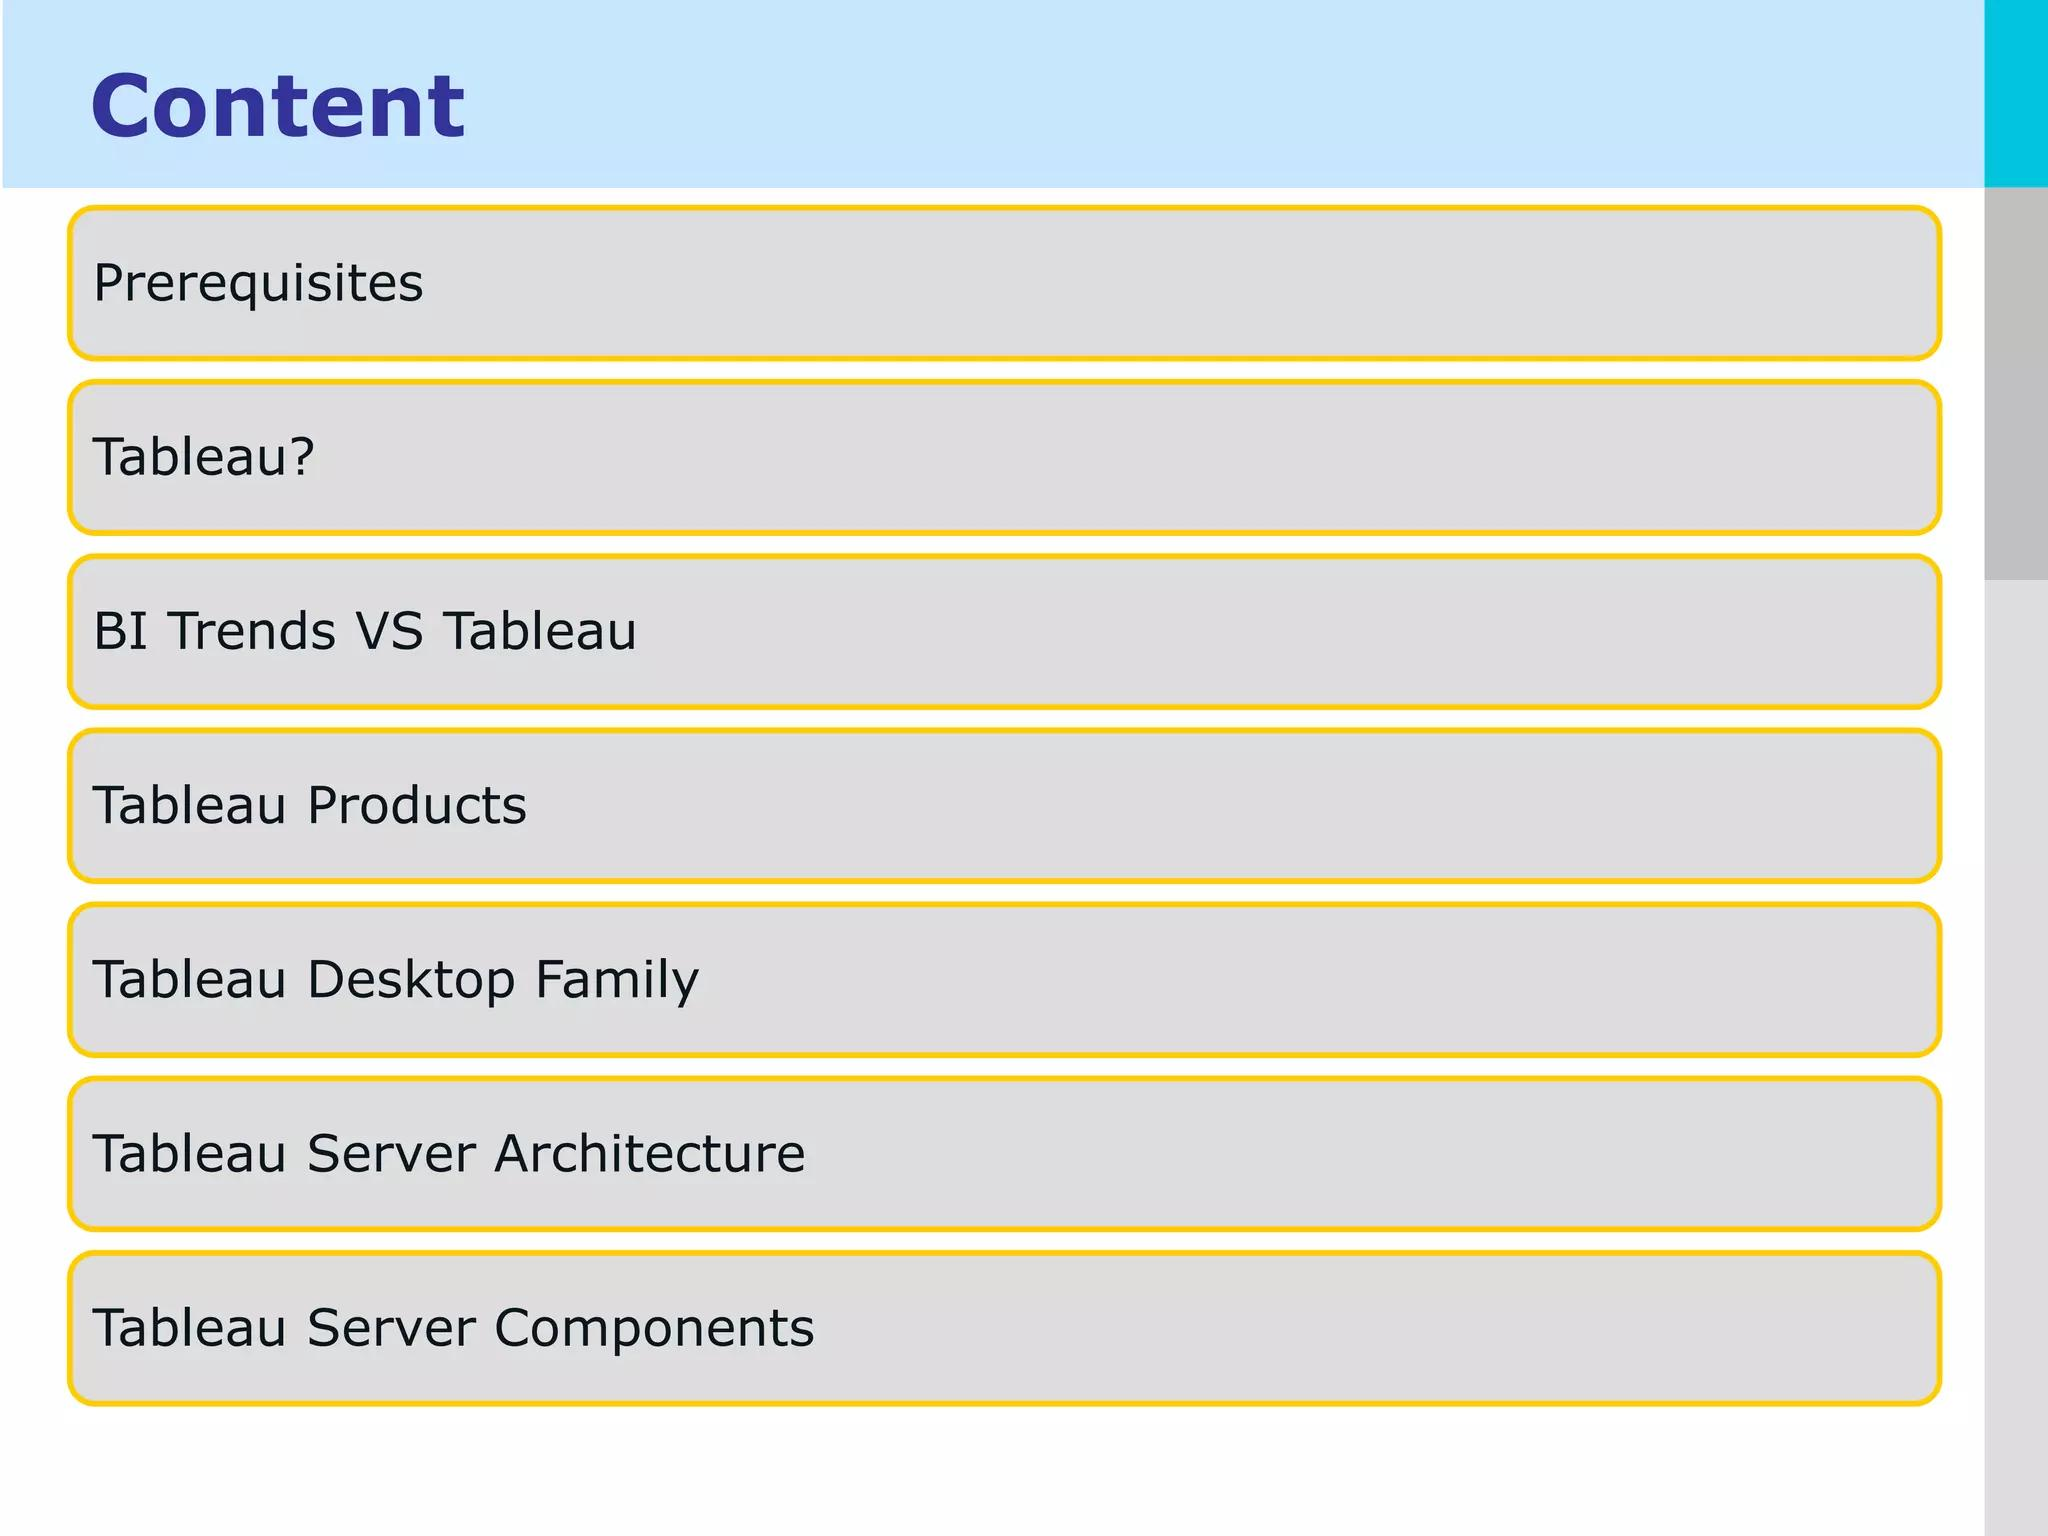 Content
Prerequisites
Tableau?
BI Trends VS Tableau
Tableau Products
Tableau Desktop Family
Tableau Server Architecture
Tableau Server Components